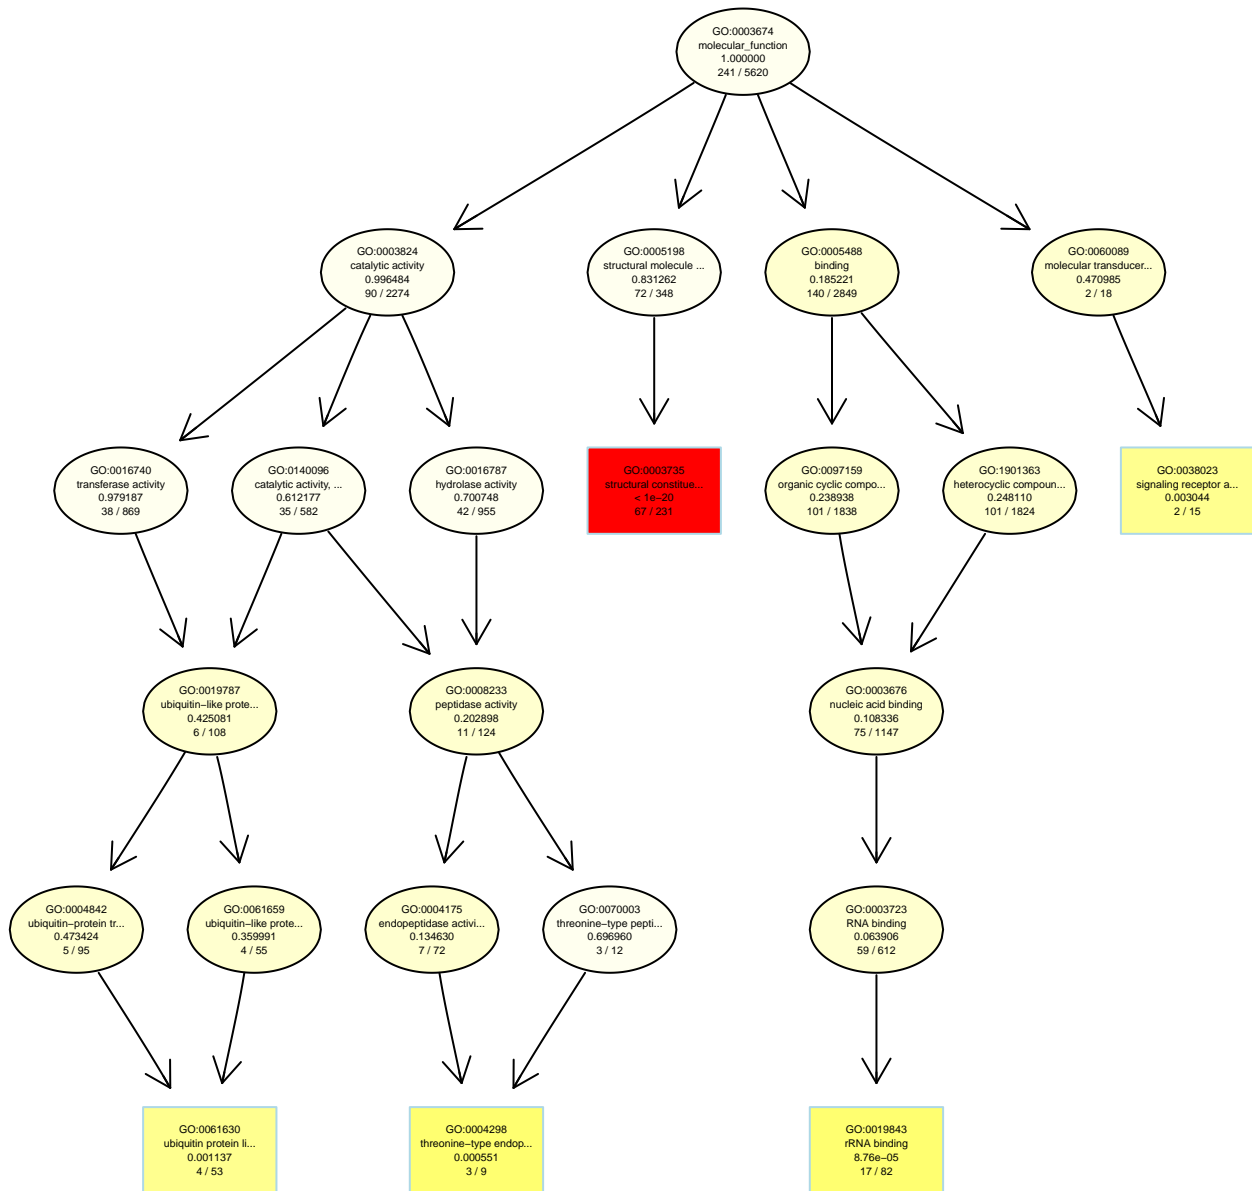 GO:0003674
molecular_function
1.000000
241 / 5620
GO:0003824
catalytic activity
0.996484
90 / 2274
GO:0005198
structural molecule ...
0.831262
72 / 348
GO:0005488
binding
0.185221
140 / 2849
GO:0060089
molecular transducer...
0.470985
2 / 18
GO:0016740
transferase activity
0.979187
38 / 869
GO:0140096
catalytic activity, ...
0.612177
35 / 582
GO:0016787
hydrolase activity
0.700748
42 / 955
GO:0003735
structural constitue...
< 1e−20
67 / 231
GO:0097159
organic cyclic compo...
0.238938
101 / 1838
GO:1901363
heterocyclic compoun...
0.248110
101 / 1824
GO:0038023
signaling receptor a...
0.003044
2 / 15
GO:0019787
ubiquitin−like prote...
0.425081
6 / 108
GO:0008233
peptidase activity
0.202898
11 / 124
GO:0003676
nucleic acid binding
0.108336
75 / 1147
GO:0004842
ubiquitin−protein tr...
0.473424
5 / 95
GO:0061659
ubiquitin−like prote...
0.359991
4 / 55
GO:0004175
endopeptidase activi...
0.134630
7 / 72
GO:0070003
threonine−type pepti...
0.696960
3 / 12
GO:0003723
RNA binding
0.063906
59 / 612
GO:0061630
ubiquitin protein li...
0.001137
4 / 53
GO:0004298
threonine−type endop...
0.000551
3 / 9
GO:0019843
rRNA binding
8.76e−05
17 / 82